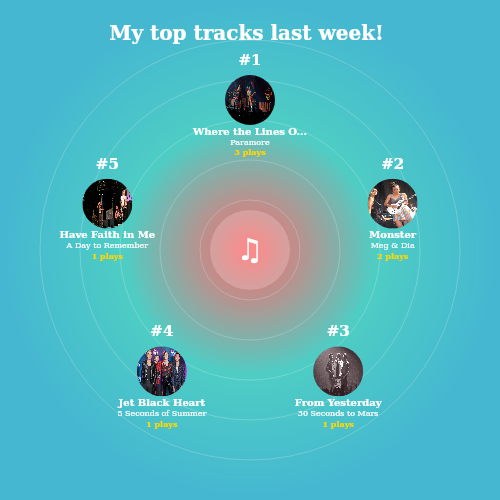 My top tracks last week!
#1
Where the Lines O...
Paramore
3 plays
#2
Monster
Meg & Dia
2 plays
#3
From Yesterday
30 Seconds to Mars
1 plays
#4
Jet Black Heart
5 Seconds of Summer
1 plays
#5
Have Faith in Me
A Day to Remember
1 plays